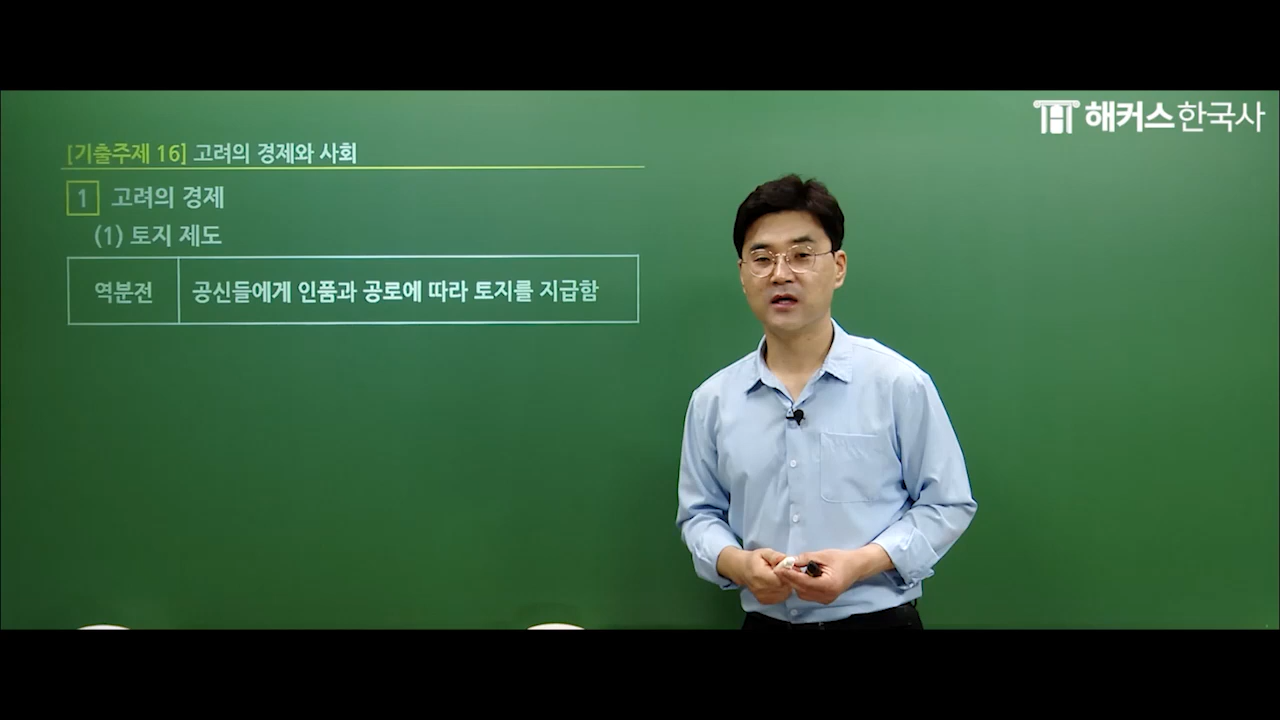 해커스한국사
[기출주제 16] 고려의 경제와 사회
1 고려의 경제
(1) 토지 제도
역분전 공신들에게 인품과 공로에 따라 토지를 지급함